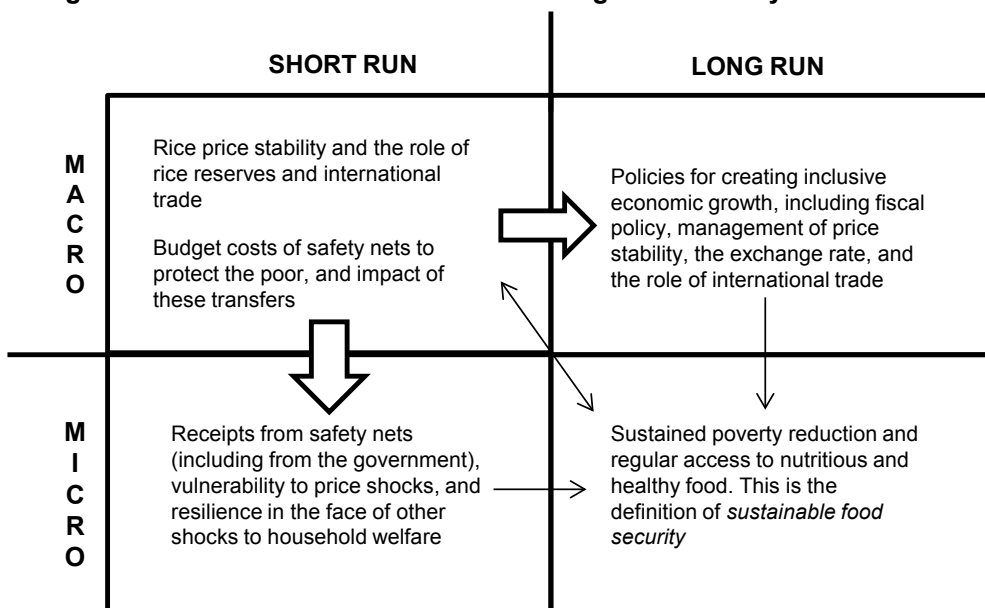 SHORT RUN
LONG RUN
MACRO
Rice price stability and the role of
rice reserves and international
trade
Budget costs of safety nets to
protect the poor, and impact of
these transfers
Policies for creating inclusive
economic growth, including fiscal
policy, management of price
stability, the exchange rate, and
the role of international trade
MICRO
Receipts from safety nets
(including from the government),
vulnerability to price shocks, and
resilience in the face of other
shocks to household welfare
Sustained poverty reduction and
regular access to nutritious and
healthy food. This is the
definition of sustainable food
security